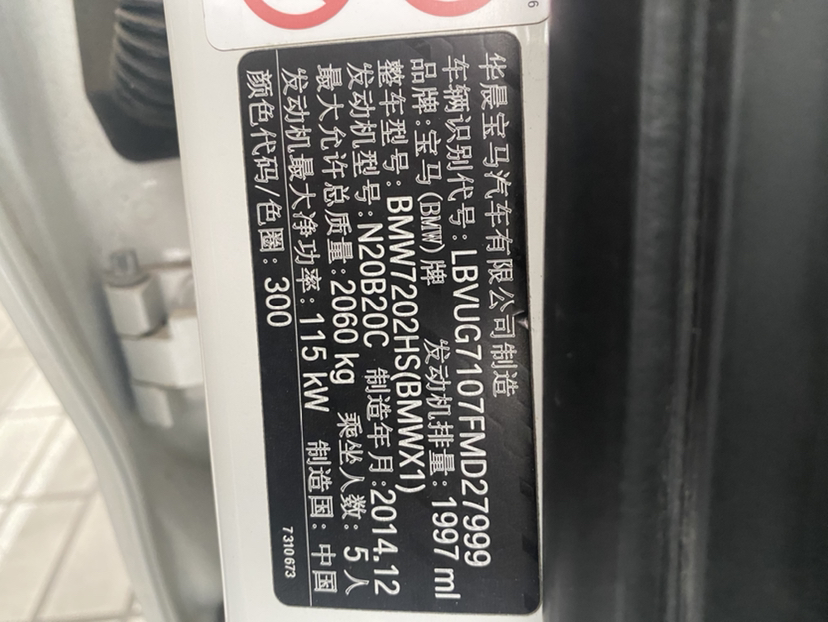 华晨宝马汽车有限公司制造
车辆识别代号: LBVUG7107FMD27999
品牌:宝马(BMW)牌 发动机排量: 1997 ml
整车型号: BMW7202HS(BMWX1)
发动机型号: N20B20C 制造年月:2014.12
最大允许总质量:2060 kg 乘坐人数: 5人
发动机最大净功率: 115 kW 制造国: 中国
颜色代码/色圈: 300
7310673
6